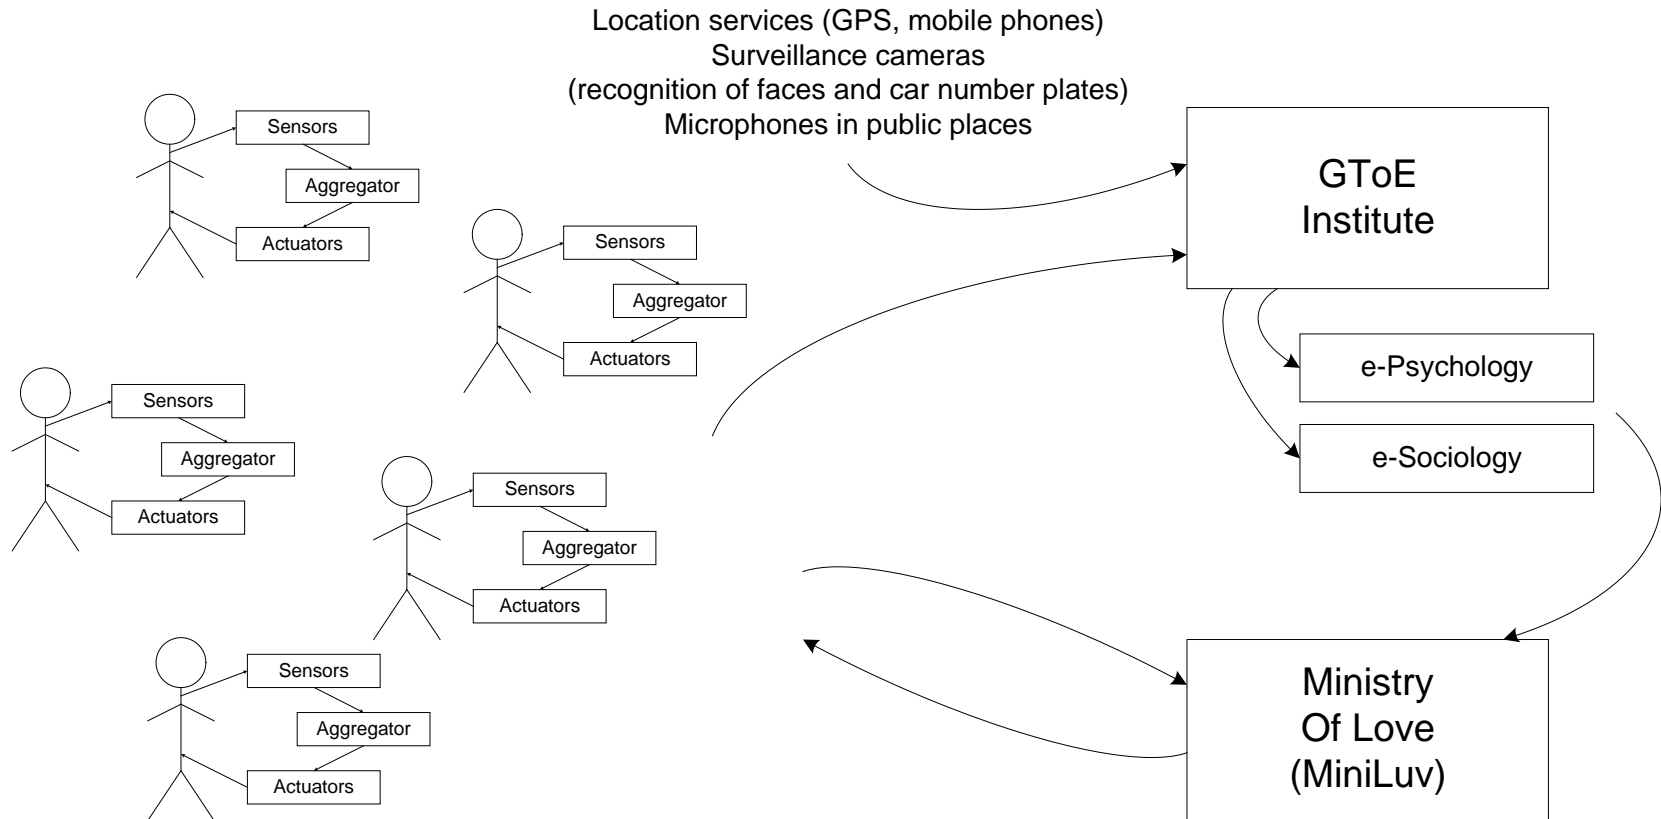 Location services (GPS, mobile phones)
Surveillance cameras
(recognition of faces and car number plates)
Microphones in public places
Sensors
Aggregator
Actuators
Sensors
Aggregator
Actuators
Sensors
Aggregator
Actuators
Sensors
Aggregator
Actuators
Sensors
Aggregator
Actuators
GToE
Institute
e-Psychology
e-Sociology
Ministry
Of Love
(MiniLuv)